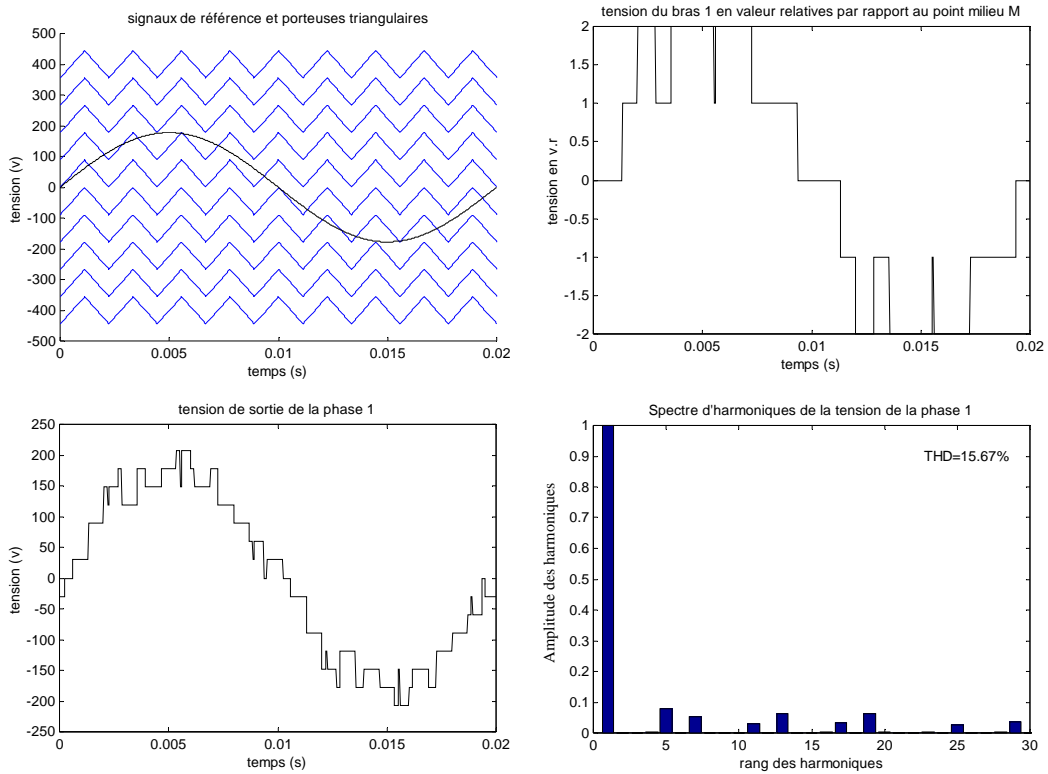 signaux de référence et porteuses triangulaires
500
400
300
200
100
0
-100
-200
-300
-400
-500
tension (v)
0 0.005 0.01 0.015 0.02
temps (s)
tension du bras 1 en valeur relatives par rapport au point milieu M
2
1.5
1
0
-0.5
-1
-1.5
-2
tension en v.r
0 0.005 0.01 0.015 0.02
temps (s)
tension de sortie de la phase 1
250
200
150
100
50
0
-50
-100
-150
-200
-250
tension (v)
0 0.005 0.01 0.015 0.02
temps (s)
Spectre d'harmoniques de la tension de la phase 1
THD=15.67%
1
0.9
0.8
0.7
0.6
0.5
0.4
0.3
0.2
0.1
0
Amplitude des harmoniques
0 5 10 15 20 25 30
rang des harmoniques